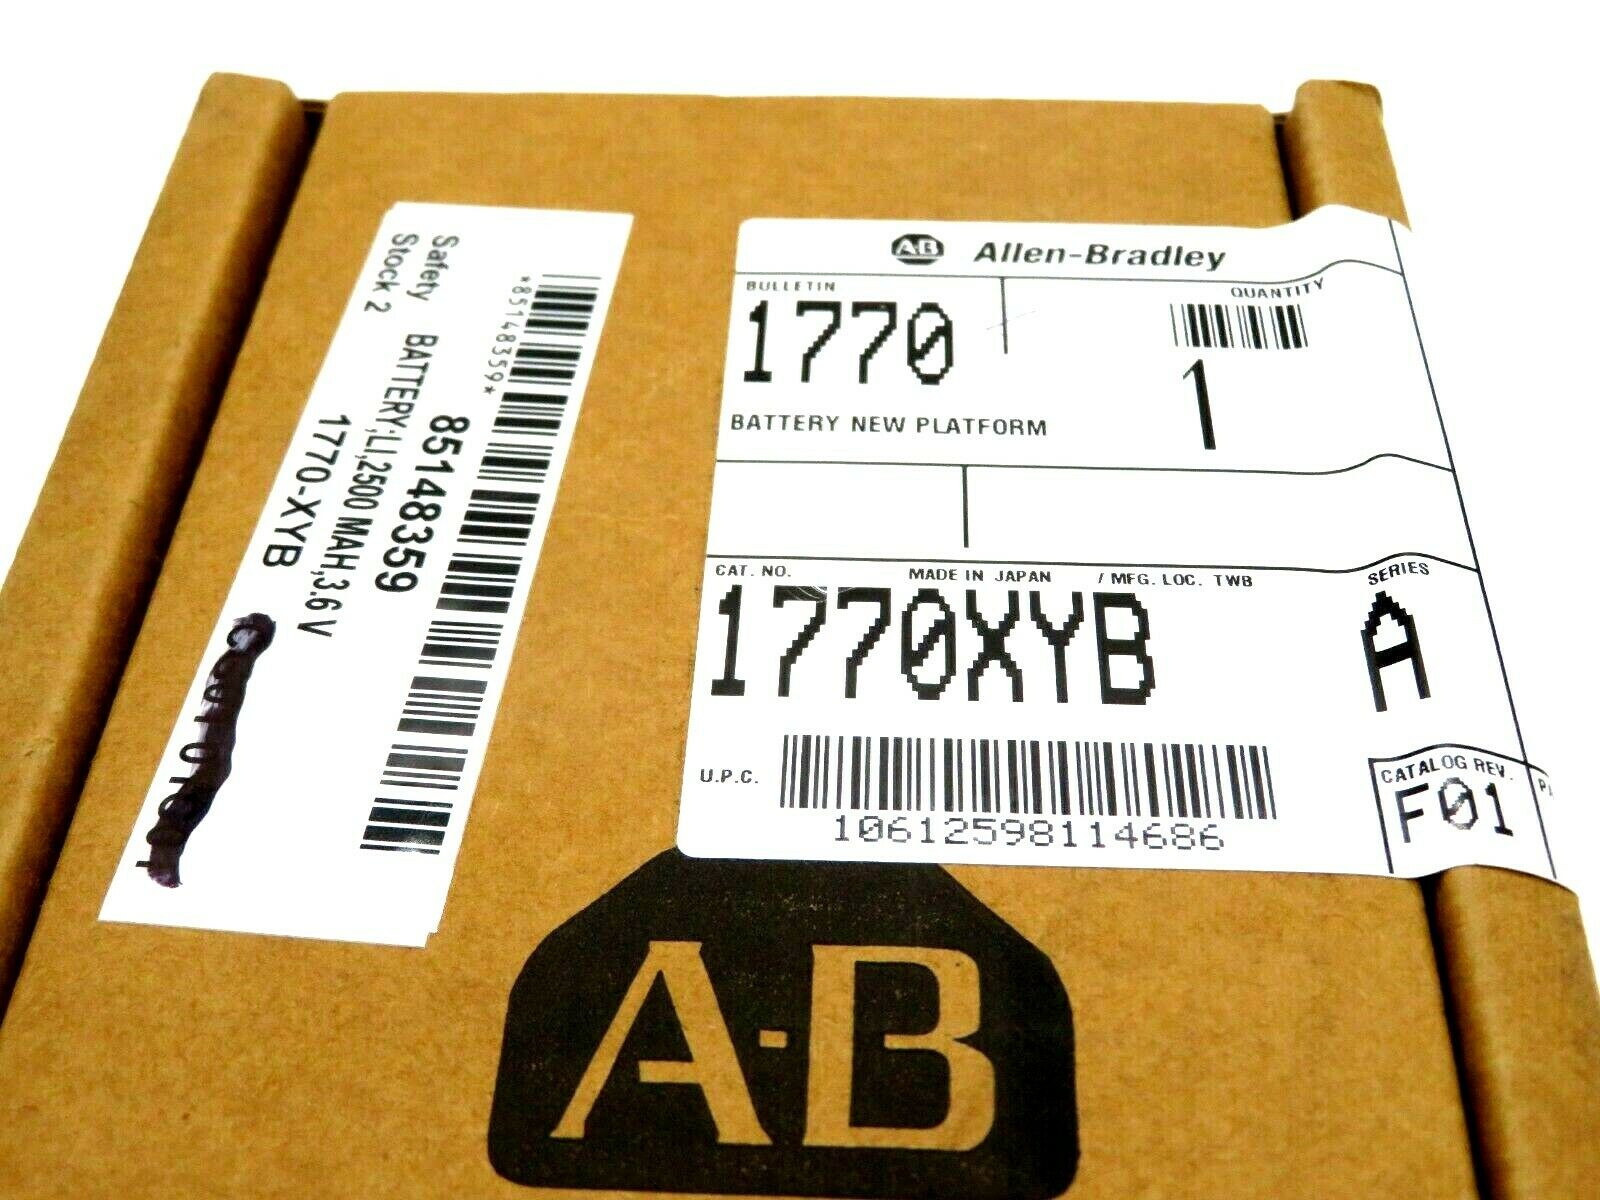 Safety
Stock 2
*85148359*
85148359
BATTERY;LI,2500 MAH,3.6 V
1770-XYB
A-B Allen-Bradley
BULLETIN
1770
QUANTITY
1
BATTERY NEW PLATFORM
CAT. NO. MADE IN JAPAN / MFG. LOC. TWB
SERIES
1770XYB
A
U.P.C.
10612598114686
CATALOG REV.
F01
A-B